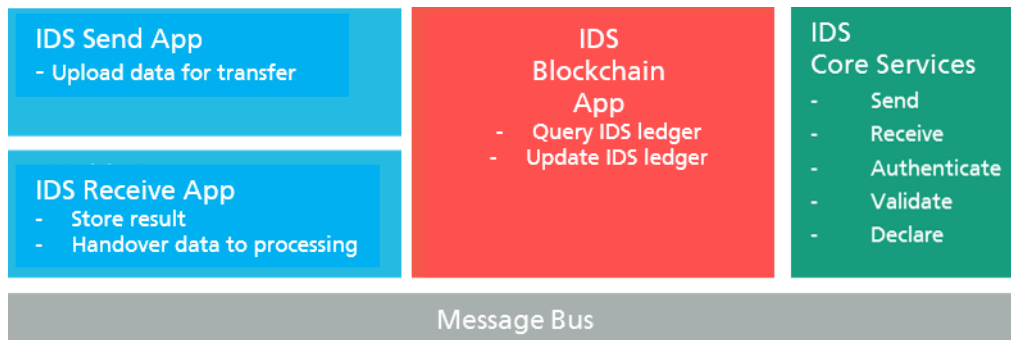 IDS Send App
- Upload data for transfer
IDS Receive App
- Store result
- Handover data to processing
IDS
Blockchain
App
- Query IDS ledger
- Update IDS ledger
IDS
Core Services
- Send
- Receive
- Authenticate
- Validate
- Declare
Message Bus